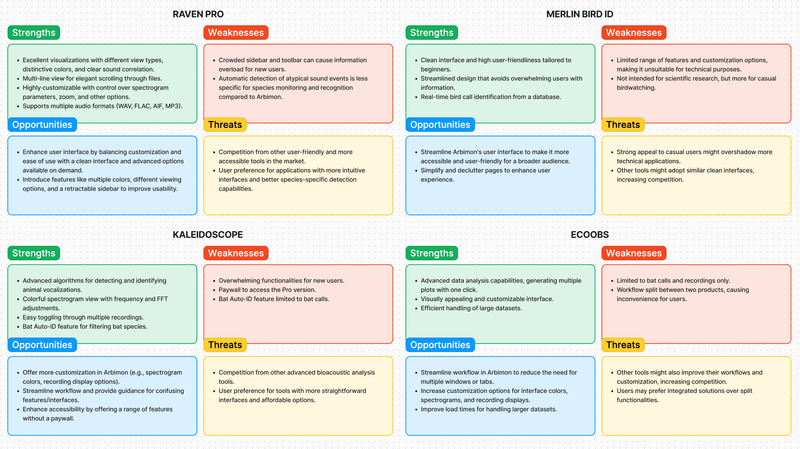 RAVEN PRO
Strengths
• Excellent visualizations with different view types,
distinctive colors, and clear sound correlation.
• Multi-line view for elegant scrolling through files.
• Highly customizable with control over spectrogram
parameters, zoom, and other options.
• Supports multiple audio formats (WAV, FLAC, AIF, MP3).
Weaknesses
• Crowded sidebar and toolbar can cause information
overload for new users.
• Automatic detection of atypical sound events is less
specific for species monitoring and recognition
compared to Arbimon.
Opportunities
• Enhance user interface by balancing customization and
ease of use with a clean interface and advanced options
available on demand.
• Introduce features like multiple colors, different viewing
options, and a retractable sidebar to improve usability.
Threats
• Competition from other user-friendly and more
accessible tools in the market.
• User preference for applications with more intuitive
interfaces and better species-specific detection
capabilities.
MERLIN BIRD ID
Strengths
• Clean interface and high user-friendliness tailored to
beginners.
• Streamlined design that avoids overwhelming users with
information.
• Real-time bird call identification from a database.
Weaknesses
• Limited range of features and customization options,
making it unsuitable for technical purposes.
• Not intended for scientific research, but more for casual
birdwatching.
Opportunities
• Streamline Arbimon's user interface to make it more
accessible and user-friendly for a broader audience.
• Simplify and declutter pages to enhance user
experience.
Threats
• Strong appeal to casual users might overshadow more
technical applications.
• Other tools might adopt similar clean interfaces,
increasing competition.
KALEIDOSCOPE
Strengths
• Advanced algorithms for detecting and identifying
animal vocalizations.
• Colorful spectrogram view with frequency and FFT
adjustments.
• Easy toggling through multiple recordings.
• Bat Auto-ID feature for filtering bat species.
Weaknesses
• Overwhelming functionalities for new users.
• Paywall to access the Pro version.
• Bat Auto-ID feature limited to bat calls.
Opportunities
• Offer more customization in Arbimon (e.g., spectrogram
colors, recording display options).
• Streamline workflow and provide guidance for confusing
features/interfaces.
• Enhance accessibility by offering a range of features
without a paywall.
Threats
• Competition from other advanced bioacoustic analysis
tools.
• User preference for tools with more straightforward
interfaces and affordable options.
ECOOBS
Strengths
• Advanced data analysis capabilities, generating multiple
plots with one click.
• Visually appealing and customizable interface.
• Efficient handling of large datasets.
Weaknesses
• Limited to bat calls and recordings only.
• Workflow split between two products, causing
inconvenience for users.
Opportunities
• Streamline workflow in Arbimon to reduce the need for
multiple windows or tabs.
• Increase customization options for interface colors,
spectrograms, and recording displays.
• Improve load times for handling larger datasets.
Threats
• Other tools might also improve their workflows and
customization, increasing competition.
• Users may prefer integrated solutions over split
functionalities.